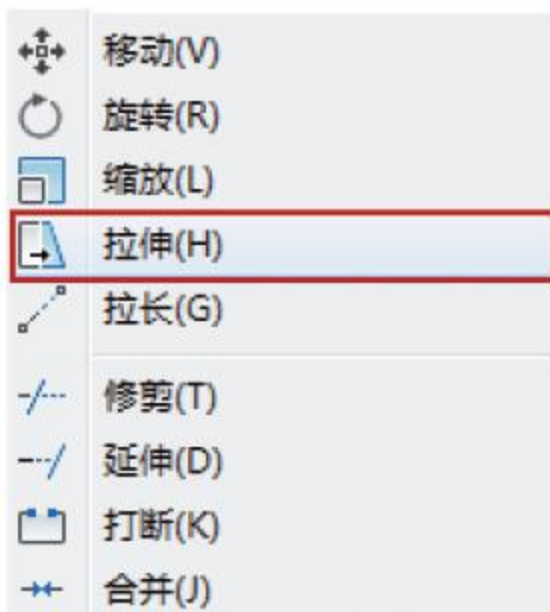 移动(V)
旋转(R)
缩放(L)
拉伸(H)
拉长(G)
修剪(T)
延伸(D)
打断(K)
合并(J)